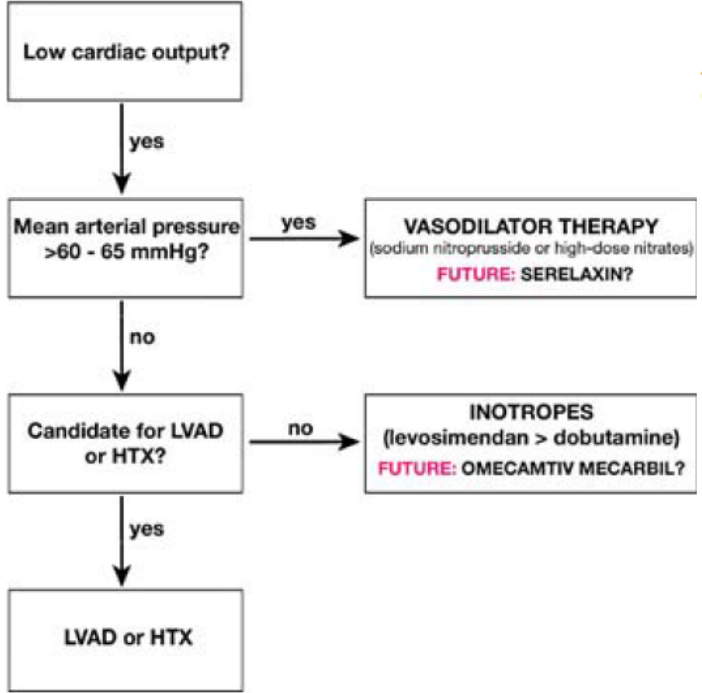 Low cardiac output?
yes
Mean arterial pressure
>60 - 65 mmHg?
yes
VASODILATOR THERAPY
(sodium nitroprusside or high-dose nitrates)
FUTURE: SERELAXIN?
no
Candidate for LVAD
or HTX?
no
INOTROPES
(levosimendan > dobutamine)
FUTURE: OMECAMTIV MECARBIL?
yes
LVAD or HTX